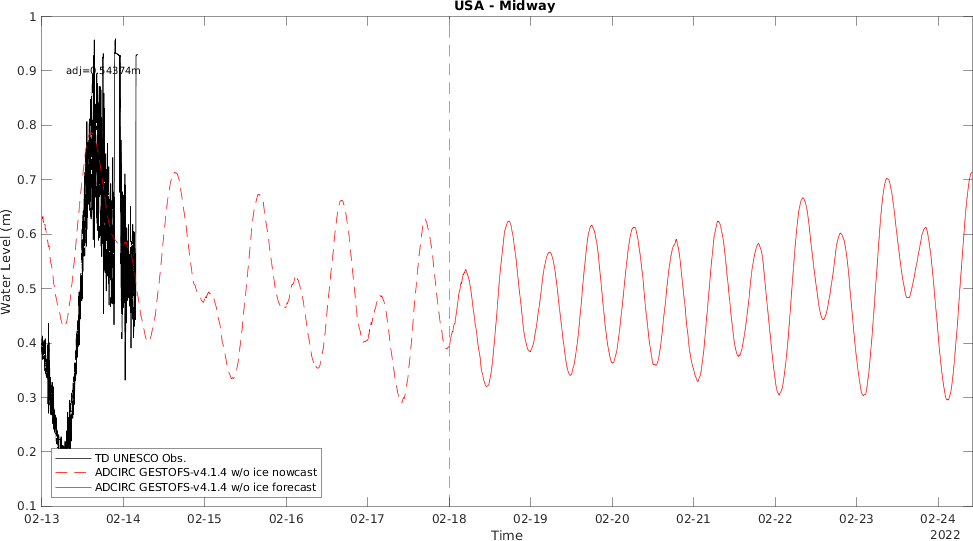 USA - Midway
1
0.9
0.8
0.7
0.6
0.5
0.4
0.3
0.2
0.1
Water Level (m)
adj=0.54374m
TD UNESCO Obs.
ADCIRC GESTOFS-v4.1.4 w/o ice nowcast
ADCIRC GESTOFS-v4.1.4 w/o ice forecast
02-13 02-14 02-15 02-16 02-17 02-18 02-19 02-20 02-21 02-22 02-23 02-24
Time
2022